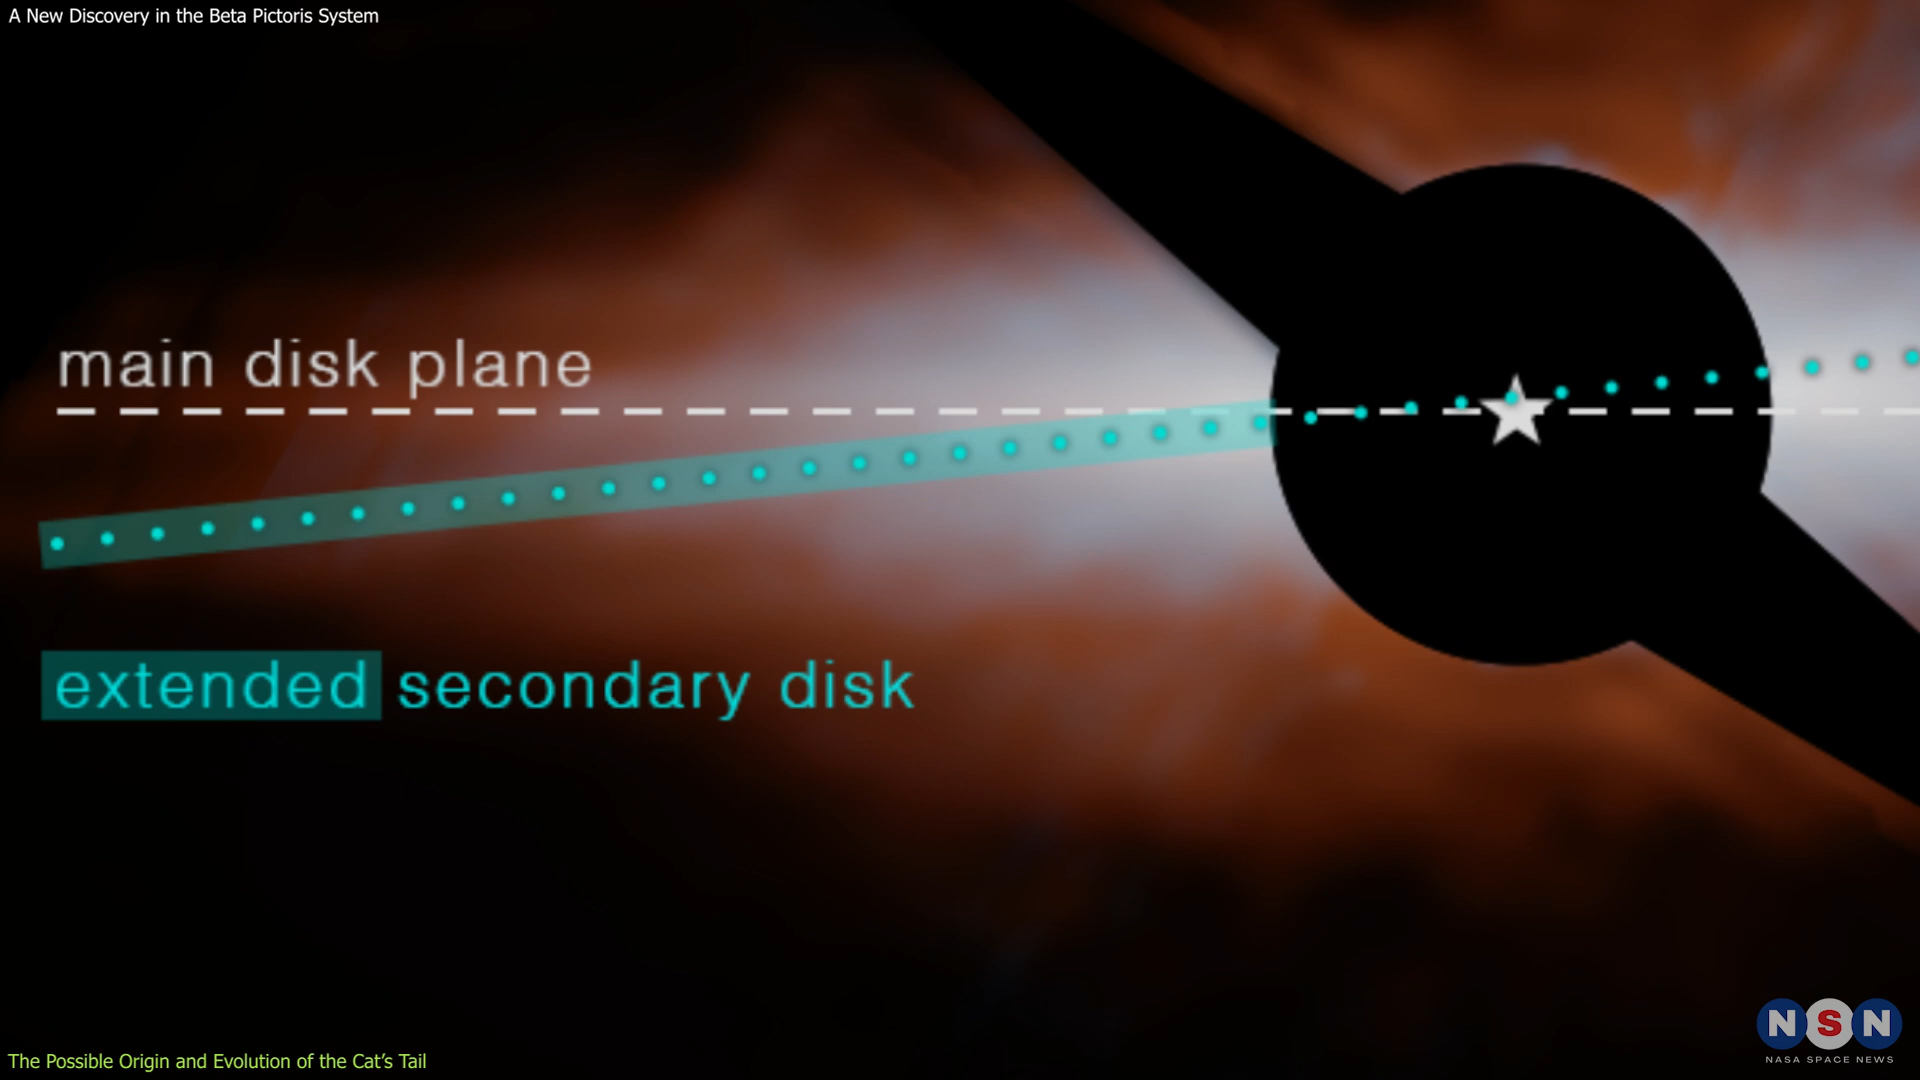 A New Discovery in the Beta Pictoris System
main disk plane
extended secondary disk
NSN
NASA SPACE NEWS
The Possible Origin and Evolution of the Cat's Tail